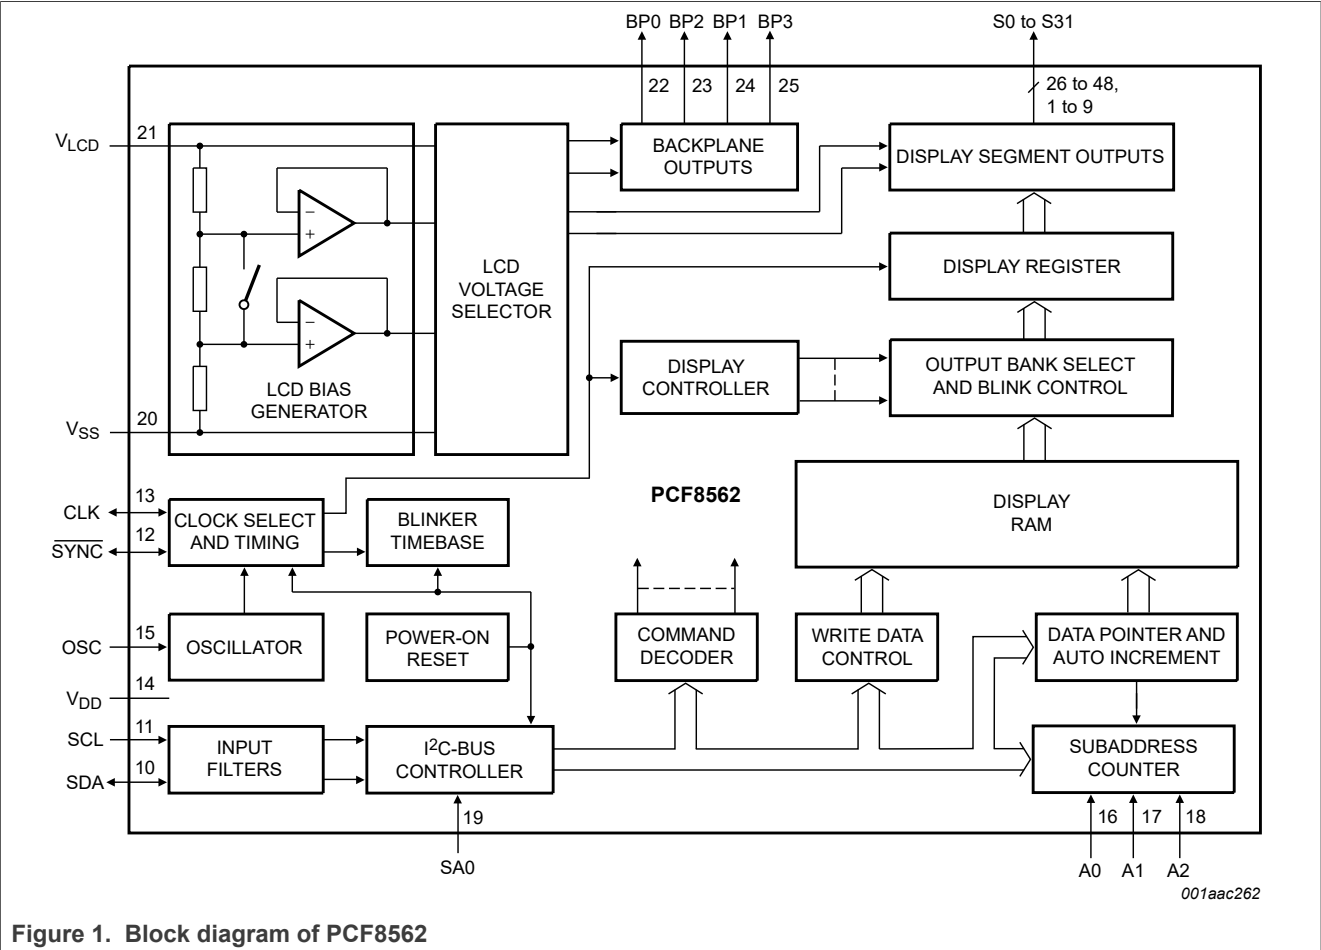 BP0 BP2 BP1 BP3
S0 to S31
22 23 24 25
26 to 48,
1 to 9
VLCD
21
BACKPLANE
OUTPUTS
DISPLAY SEGMENT OUTPUTS
−
+
−
+
LCD
VOLTAGE
SELECTOR
DISPLAY REGISTER
LCD BIAS
GENERATOR
DISPLAY
CONTROLLER
OUTPUT BANK SELECT
AND BLINK CONTROL
VSS
20
PCF8562
DISPLAY
RAM
CLK
13
SYNC
12
CLOCK SELECT
AND TIMING
BLINKER
TIMEBASE
OSC
15
OSCILLATOR
POWER-ON
RESET
COMMAND
DECODER
WRITE DATA
CONTROL
DATA POINTER AND
AUTO INCREMENT
VDD
14
SCL
11
SDA
10
INPUT
FILTERS
I2C-BUS
CONTROLLER
SUBADDRESS
COUNTER
19
SA0
16 17 18
A0 A1 A2
001aac262
Figure 1. Block diagram of PCF8562